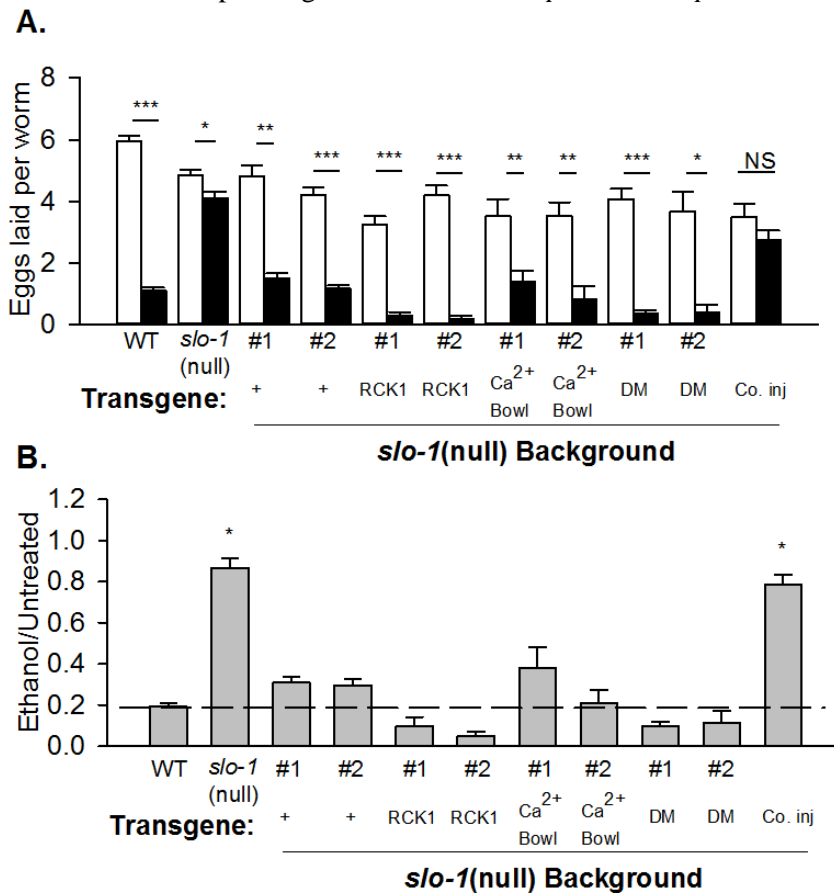 A.
8
6
4
2
0
Eggs laid per worm
*** * ** *** *** *** ** ** *** * NS
WT slo-1 (null) #1 #2 #1 #2 #1 #2 #1 #2
Transgene: + + RCK1 RCK1 Ca2+ Bowl Ca2+ Bowl DM DM Co. inj
slo-1(null) Background
B.
1.2
1.0
0.8
0.6
0.4
0.2
0.0
Ethanol/Untreated
* *
WT slo-1 (null) #1 #2 #1 #2 #1 #2 #1 #2
Transgene: + + RCK1 RCK1 Ca2+ Bowl Ca2+ Bowl DM DM Co. inj
slo-1(null) Background